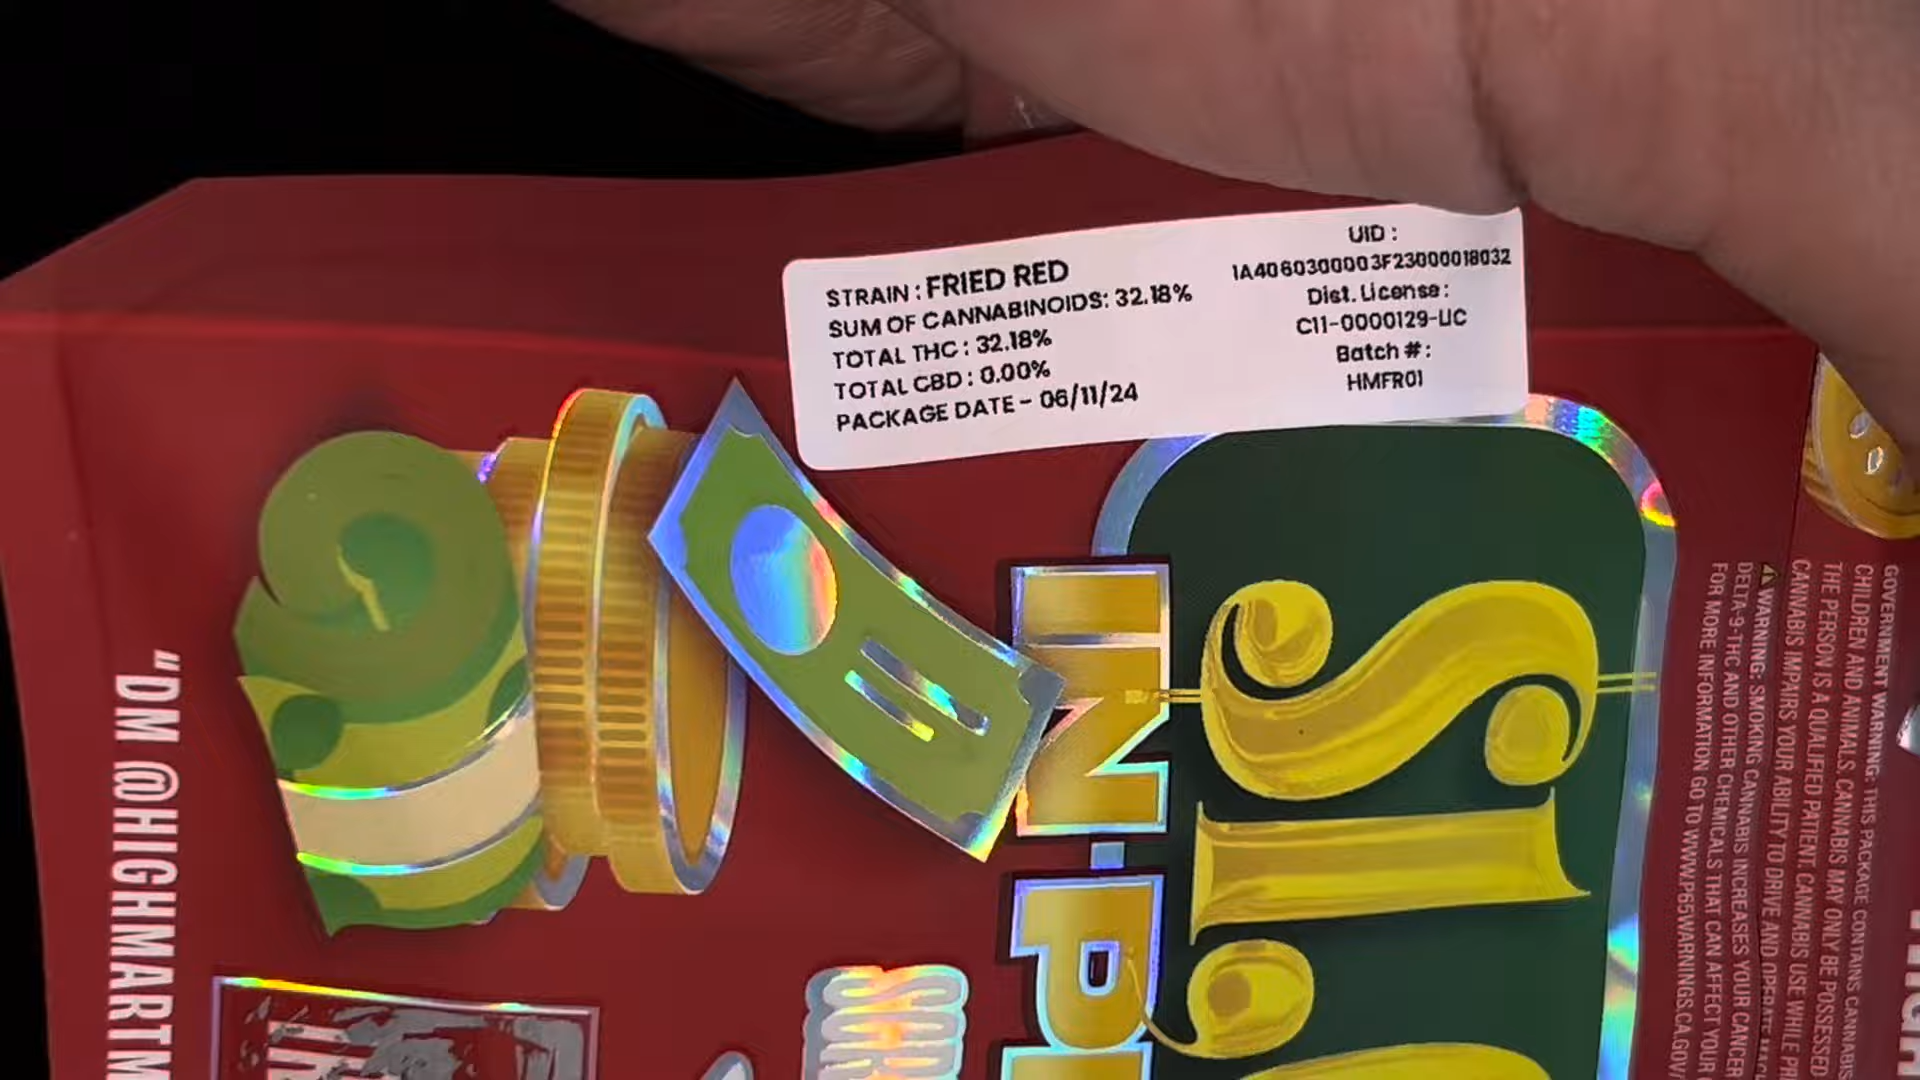 STRAIN : FRIED RED
SUM OF CANNABINOIDS: 32.18%
TOTAL THC : 32.18%
TOTAL CBD : 0.00%
PACKAGE DATE - 06/11/24
UID :
1A4060300003F23000018032
Dist. License :
C11-0000129-LIC
Batch # :
HMFR01
$1,
IN-P
"DM @HIGHMARTM
GOVERNMENT WARNING: THIS PACKAGE CONTAINS CANNABIS
CHILDREN AND ANIMALS. CANNABIS MAY ONLY BE POSSESSED
THE PERSON IS A QUALIFIED PATIENT. CANNABIS USE WHILE PR
CANNABIS IMPAIRS YOUR ABILITY TO DRIVE AND OPERATE
WARNING: SMOKING CANNABIS INCREASES YOUR CANCER
DELTA-9-THC AND OTHER CHEMICALS THAT CAN AFFECT YOUR
FOR MORE INFORMATION GO TO WWW.P65WARNINGS.CA.GOV/